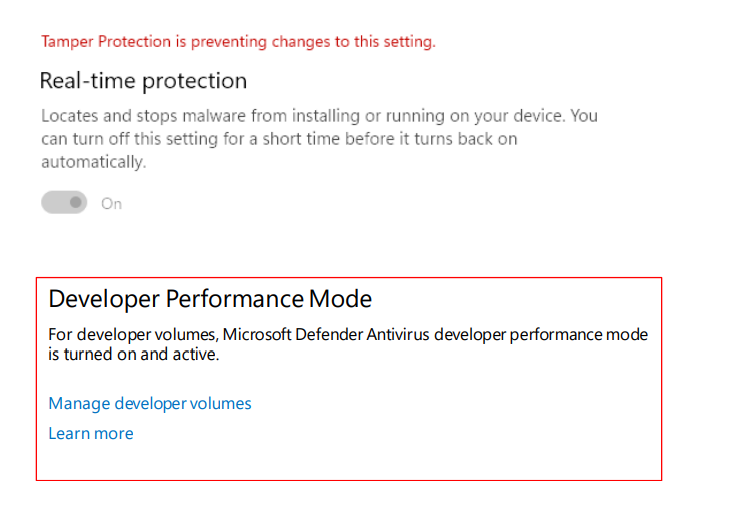 Tamper Protection is preventing changes to this setting.
Real-time protection
Locates and stops malware from installing or running on your device. You
can turn off this setting for a short time before it turns back on
automatically.
On
Developer Performance Mode
For developer volumes, Microsoft Defender Antivirus developer performance mode
is turned on and active.
Manage developer volumes
Learn more